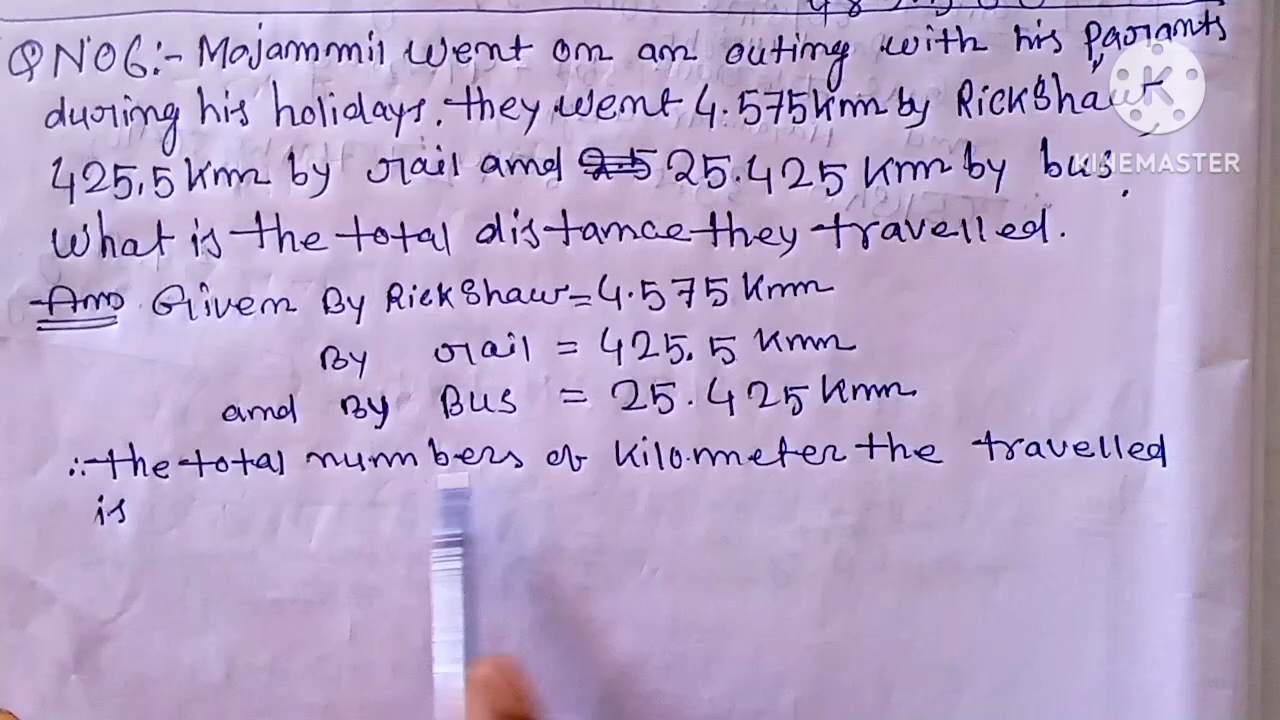 Q NO6:- Mojammil went on an outing with his parants
during his holidays. they went 4.575 km by RickShaw
425.5 km by rail and 25.425 km by bus.
What is the total distance they travelled.
Ans Given By RickShaw = 4.575 km
By rail = 425.5 km
and By Bus = 25.425 km
∴ the total numbers of kilometer the travelled
is
K
KINEMASTER